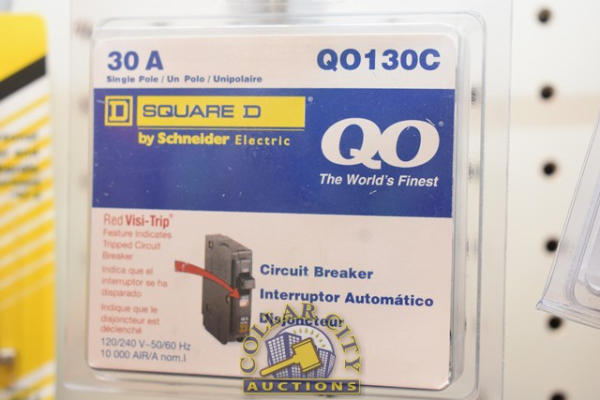 30 A QO130C
Single Pole / Un Polo / Unipolaire
D SQUARE D
by Schneider Electric
QO
The World's Finest
Red Visi-Trip®
Feature Indicates
Tripped Circuit
Breaker
Indica que el
interruptor se ha
disparado
Indique que le
disjoncteur est
déclenché
120/240 V~50/60 Hz
10 000 AIR/A nom.I
Circuit Breaker
Interruptor Automático
Disjoncteur
COLLAR CITY
AUCTIONS